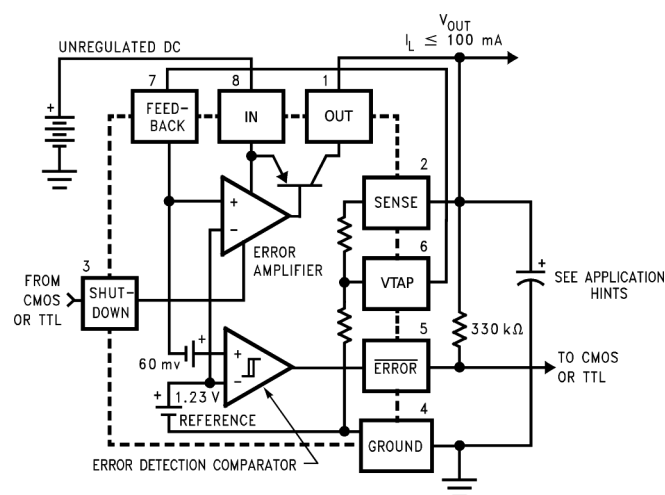 V OUT
I L ≤ 100 mA
UNREGULATED DC
7
8
1
FEED-
BACK
IN
OUT
2
SENSE
+
+
−
ERROR
AMPLIFIER
6
VTAP
+
SEE APPLICATION
HINTS
3
FROM
CMOS
OR TTL
SHUT-
DOWN
5
ERROR
330 kΩ
TO CMOS
OR TTL
60 mv
+
+
−
+
1.23 V
REFERENCE
4
GROUND
ERROR DETECTION COMPARATOR